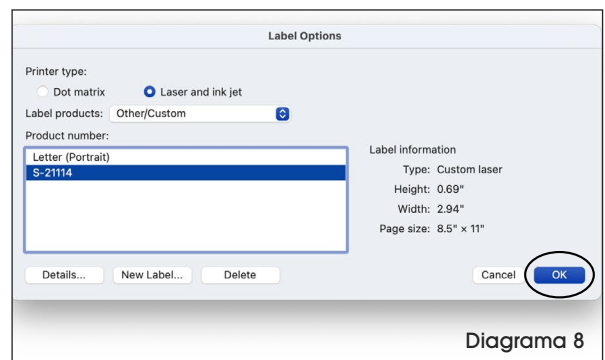 Label Options
Printer type:
Dot matrix Laser and ink jet
Label products: Other/Custom
Product number:
Letter (Portrait)
S-21114
Label information
Type: Custom laser
Height: 0.69"
Width: 2.94"
Page size: 8.5" × 11"
Details... New Label... Delete Cancel OK
Diagrama 8